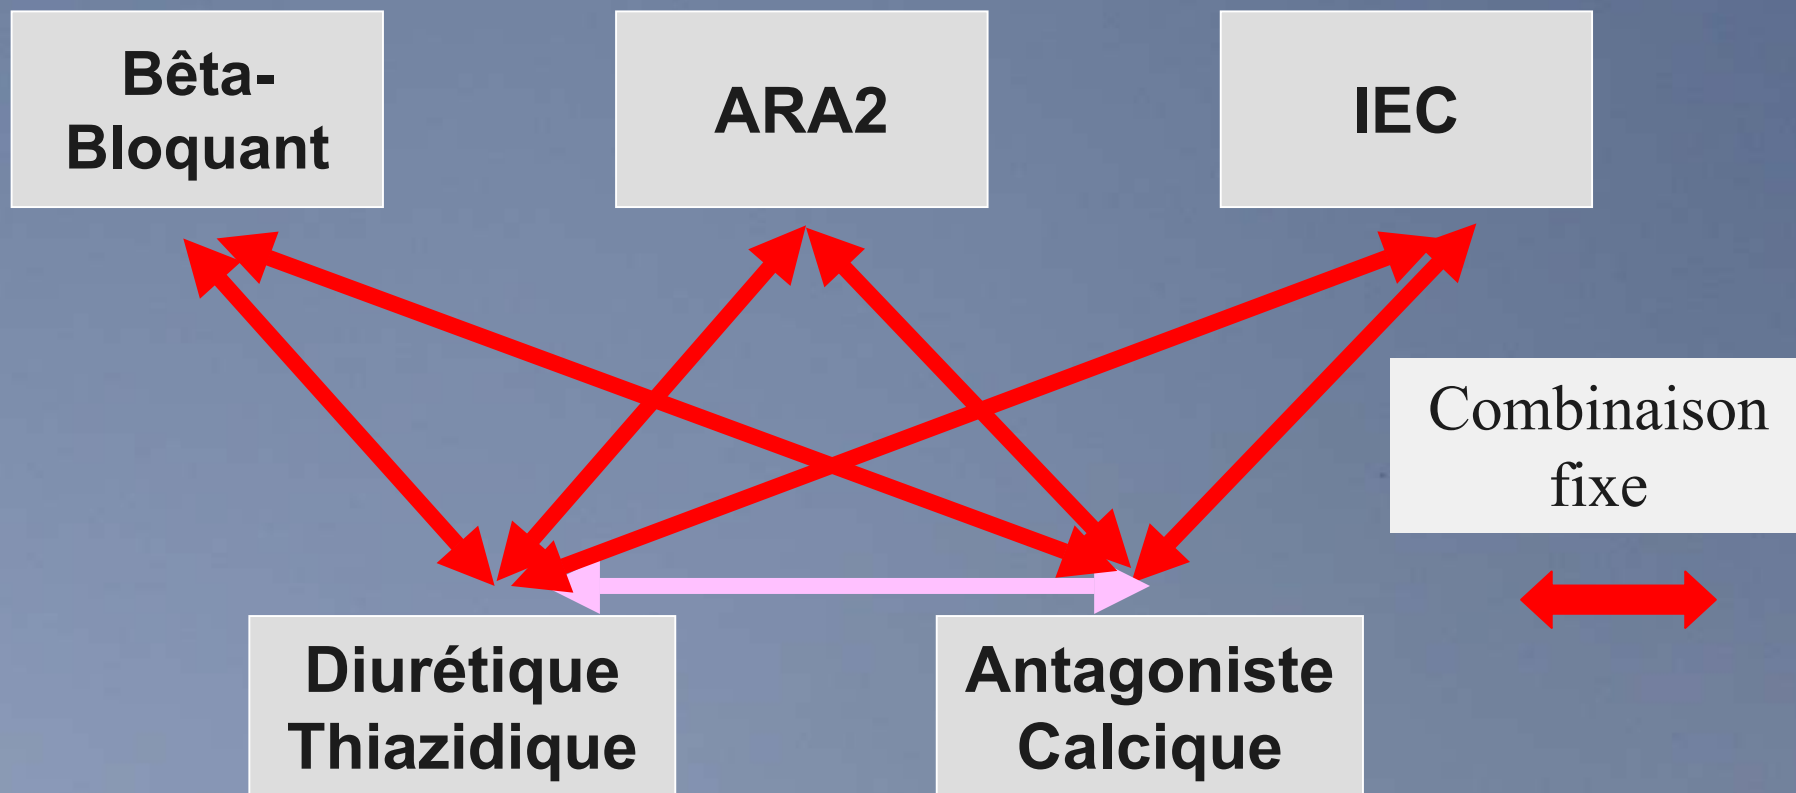 Bêta-
Bloquant
ARA2
IEC
Combinaison
fixe
Diurétique
Thiazidique
Antagoniste
Calcique